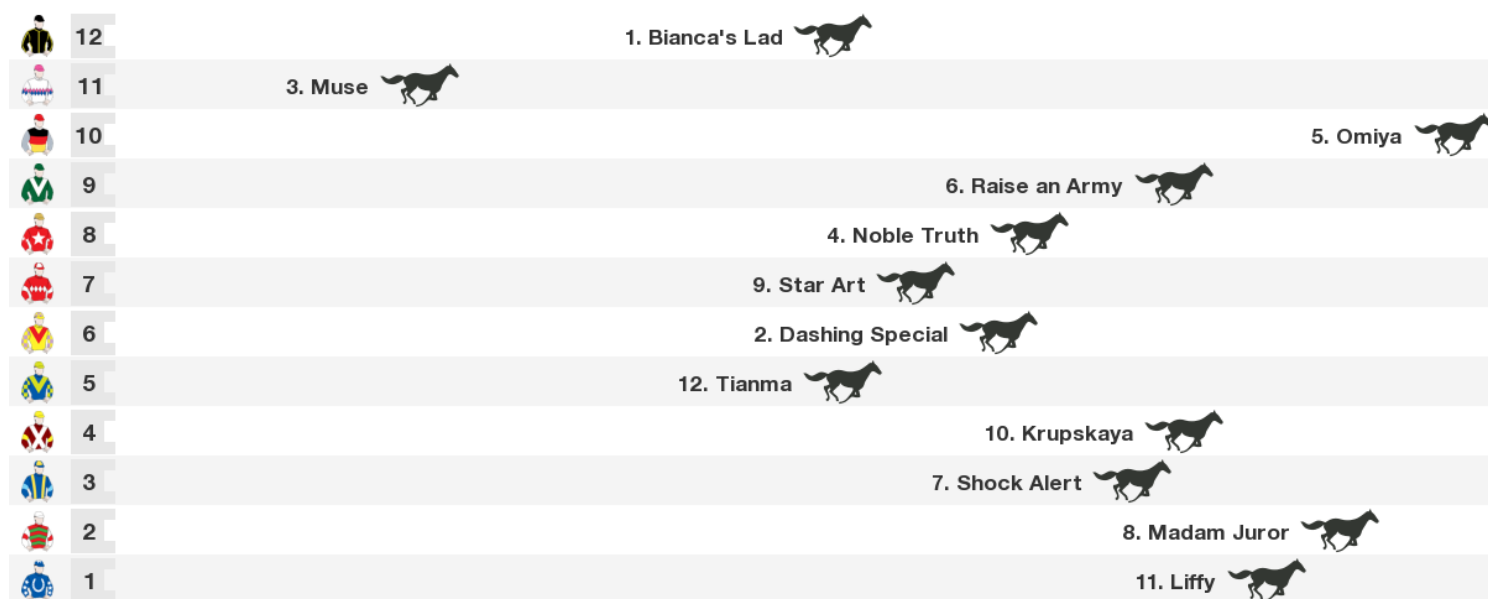 12 1. Bianca's Lad
11 3. Muse
10 5. Omiya
9 6. Raise an Army
8 4. Noble Truth
7 9. Star Art
6 2. Dashing Special
5 12. Tianma
4 10. Krupskaya
3 7. Shock Alert
2 8. Madam Juror
1 11. Liffy